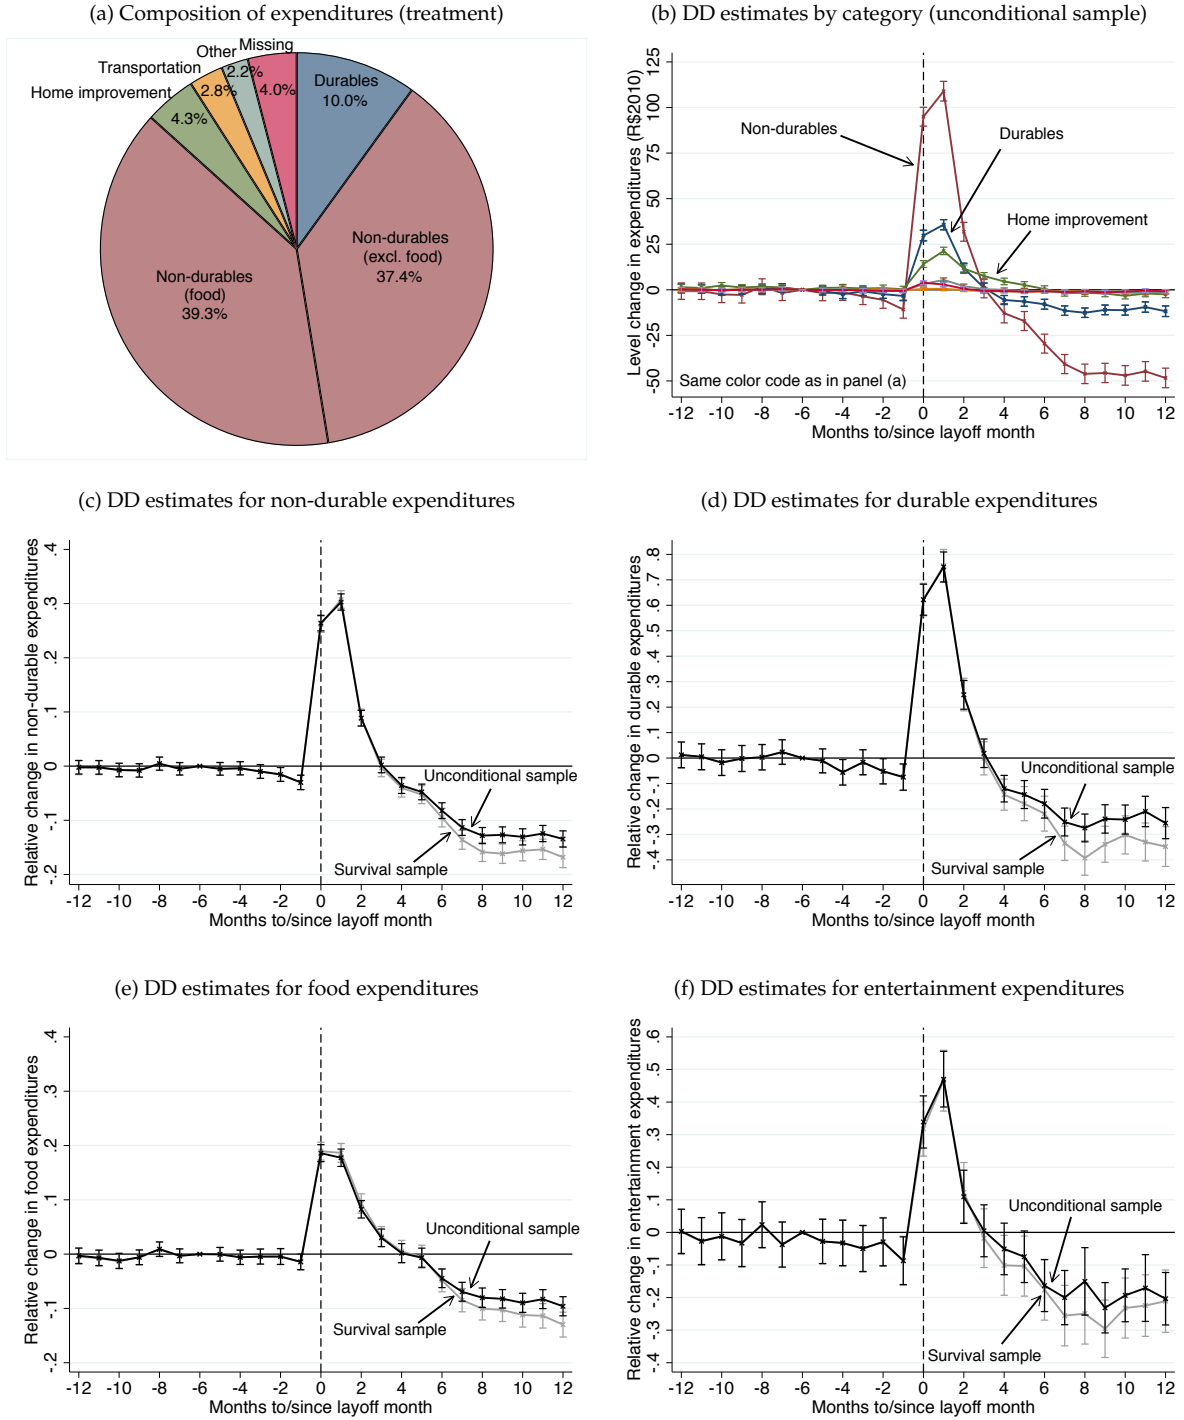 (a) Composition of expenditures (treatment)
Missing
Other
Transportation
Home improvement
2.2%
2.8%
4.0%
4.3%
Durables
10.0%
Non-durables
(excl. food)
37.4%
Non-durables
(food)
39.3%
(b) DD estimates by category (unconditional sample)
Level change in expenditures (R$2010)
125
100
75
50
25
0
-25
-50
Non-durables
Durables
Home improvement
Same color code as in panel (a)
-12 -10 -8 -6 -4 -2 0 2 4 6 8 10 12
Months to/since layoff month
(c) DD estimates for non-durable expenditures
Relative change in non-durable expenditures
.4
.3
.2
.1
0
-.1
-.2
Unconditional sample
Survival sample
-12 -10 -8 -6 -4 -2 0 2 4 6 8 10 12
Months to/since layoff month
(d) DD estimates for durable expenditures
Relative change in durable expenditures
.8
.7
.6
.5
.4
.3
.2
.1
0
-.1
-.2
-.3
-.4
Unconditional sample
Survival sample
-12 -10 -8 -6 -4 -2 0 2 4 6 8 10 12
Months to/since layoff month
(e) DD estimates for food expenditures
Relative change in food expenditures
.4
.3
.2
.1
0
-.1
-.2
Unconditional sample
Survival sample
-12 -10 -8 -6 -4 -2 0 2 4 6 8 10 12
Months to/since layoff month
(f) DD estimates for entertainment expenditures
Relative change in entertainment expenditures
.6
.5
.4
.3
.2
.1
0
-.1
-.2
-.3
-.4
Unconditional sample
Survival sample
-12 -10 -8 -6 -4 -2 0 2 4 6 8 10 12
Months to/since layoff month